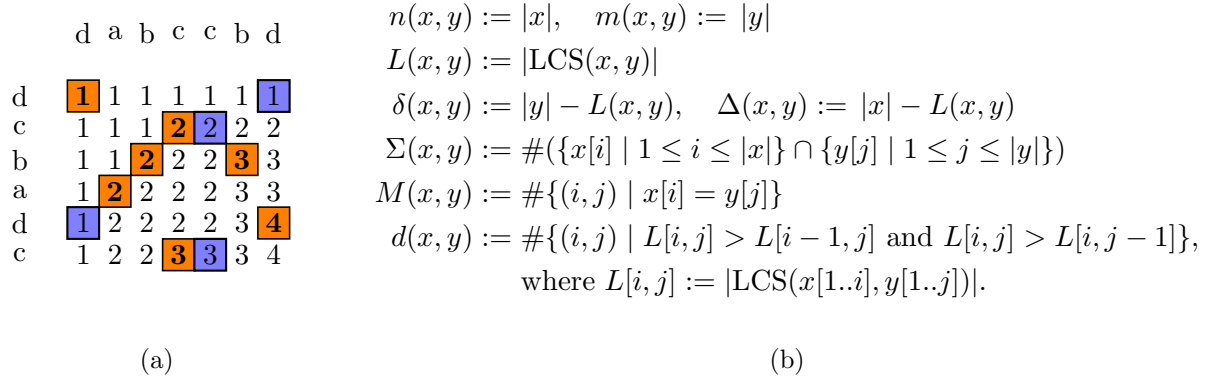 d a b c c b d
d 1 1 1 1 1 1 1
c 1 1 1 2 2 2 2
b 1 1 2 2 2 3 3
a 1 2 2 2 2 3 3
d 1 2 2 2 2 3 4
c 1 2 2 3 3 3 4
(a)
n(x, y) := |x|, m(x, y) := |y|
L(x, y) := |LCS(x, y)|
δ(x, y) := |y| − L(x, y), Δ(x, y) := |x| − L(x, y)
Σ(x, y) := #({x[i] | 1 ≤ i ≤ |x|} ∩ {y[j] | 1 ≤ j ≤ |y|})
M(x, y) := #{(i, j) | x[i] = y[j]}
d(x, y) := #{(i, j) | L[i, j] > L[i − 1, j] and L[i, j] > L[i, j − 1]},
where L[i, j] := |LCS(x[1..i], y[1..j])|.
(b)